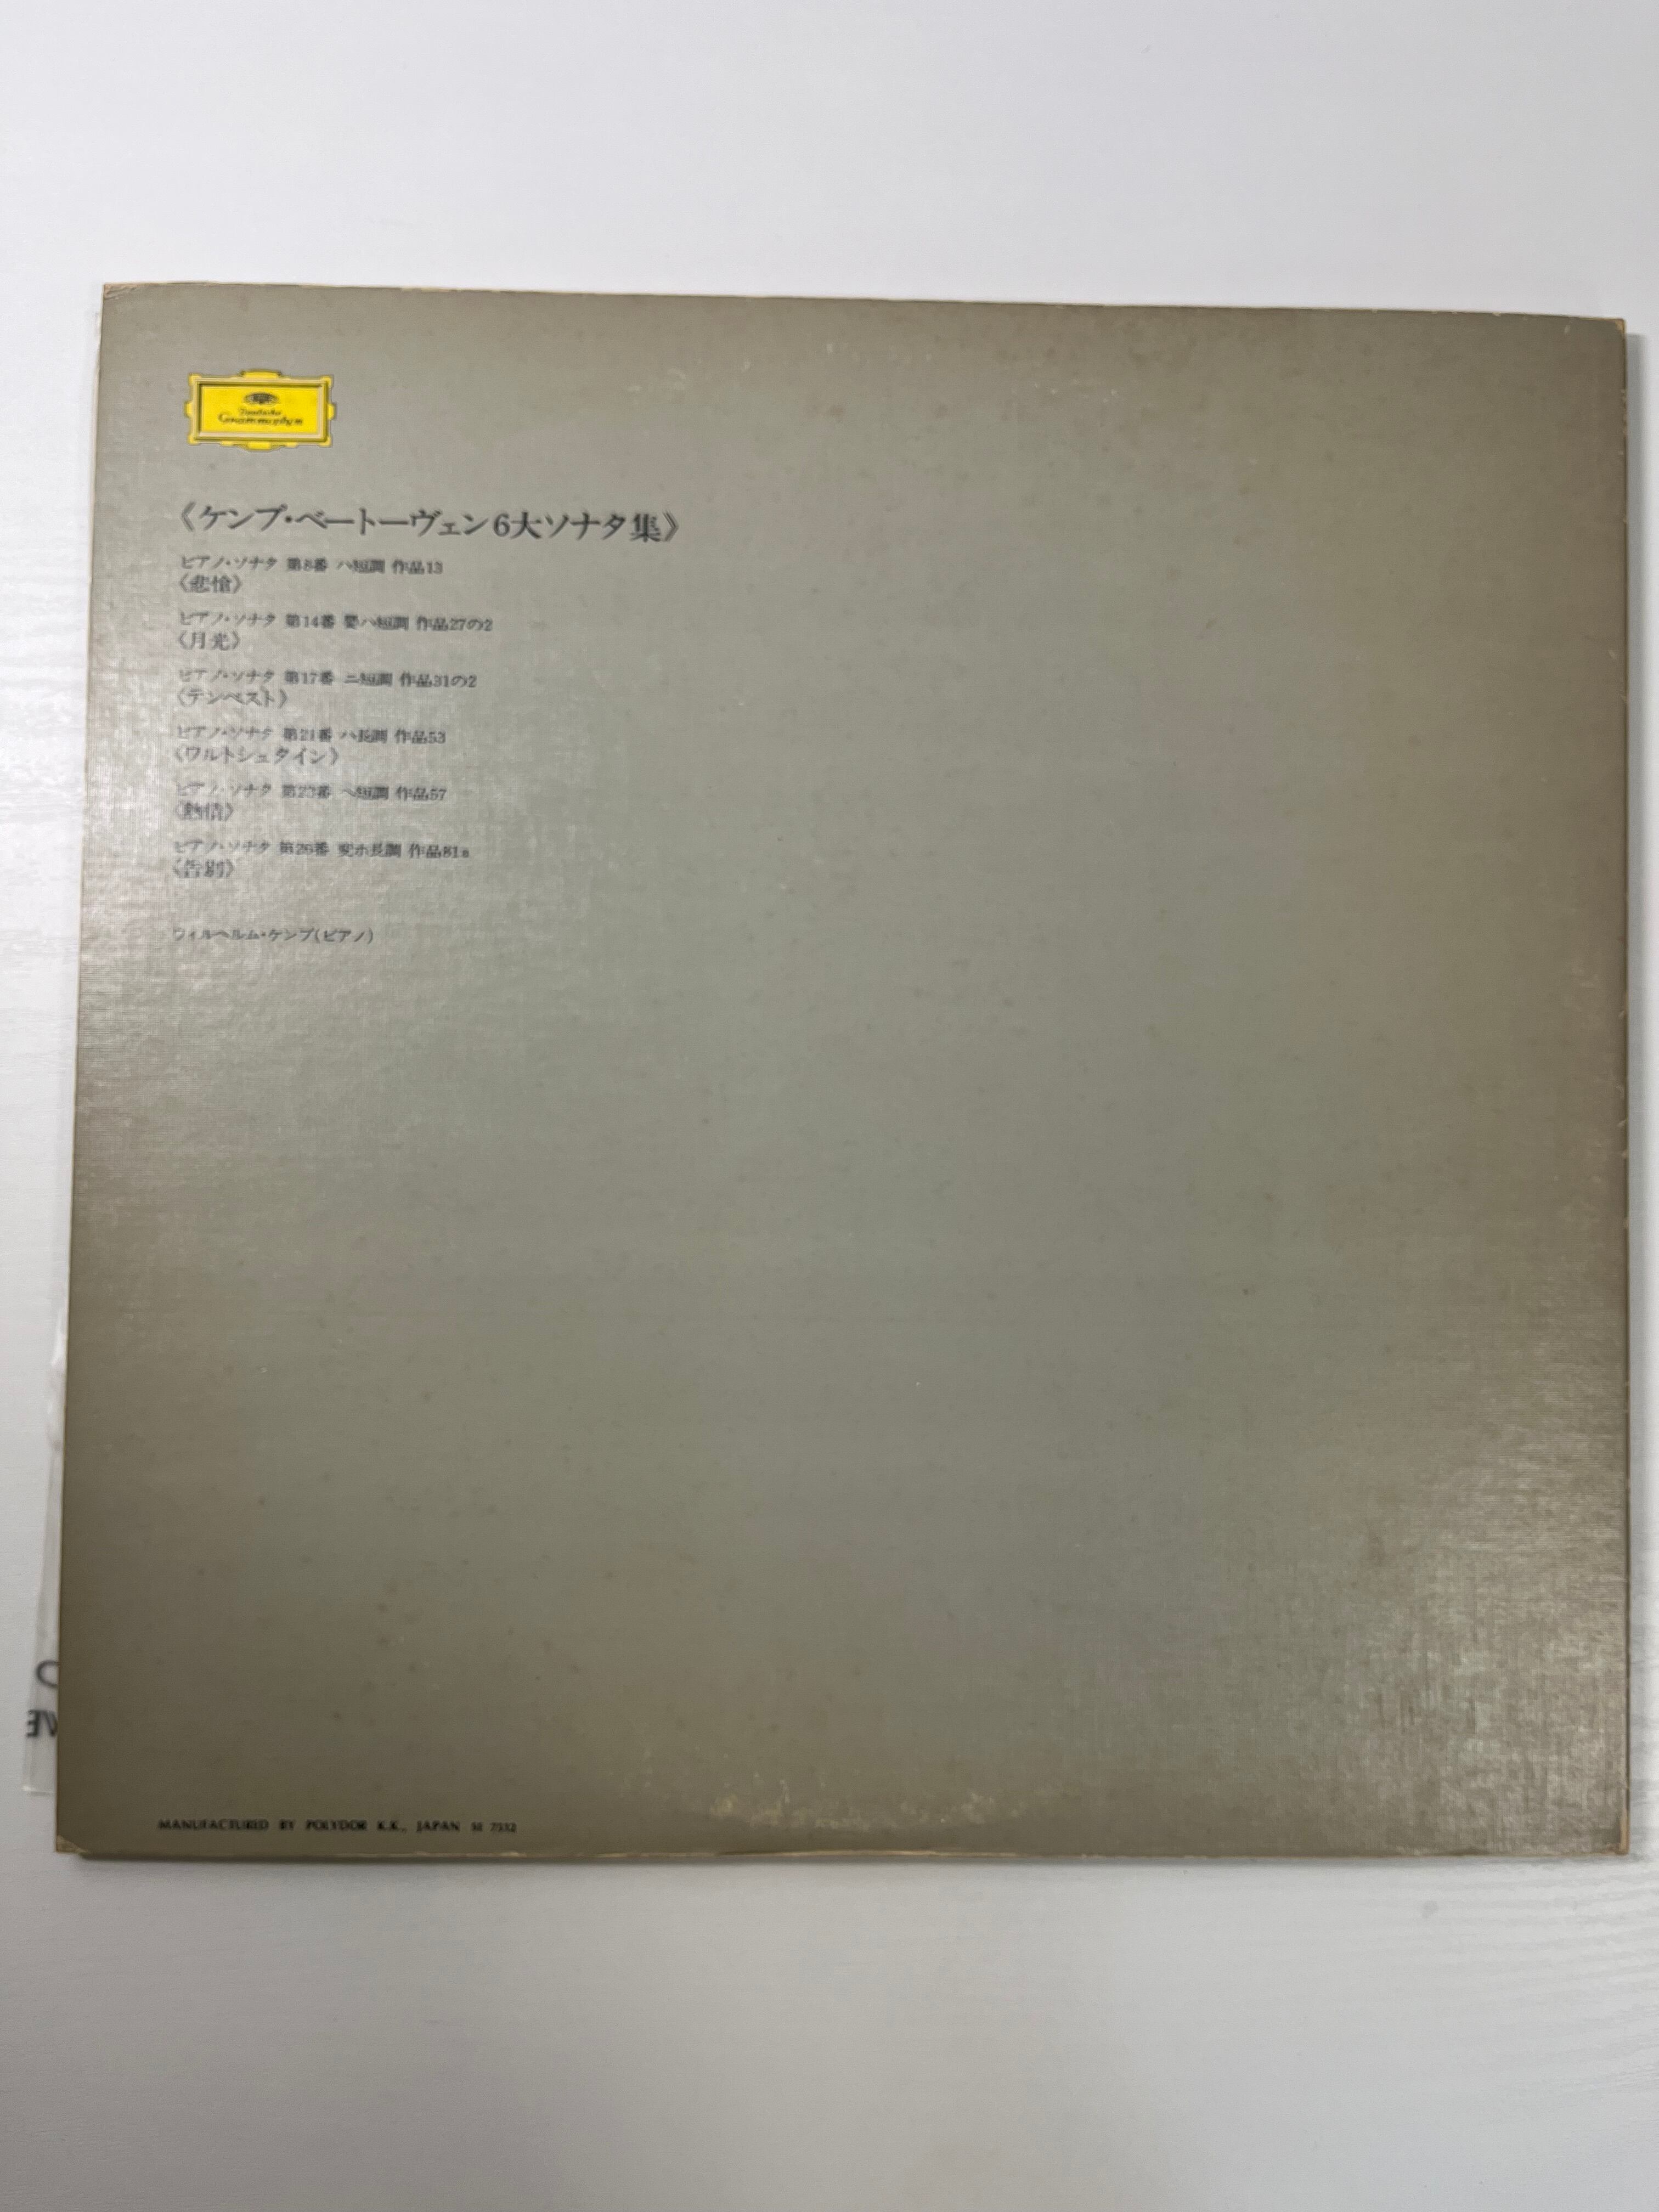 Deutsche
Grammophon
《ケンプ・ベートーヴェン6大ソナタ集》
ピアノ・ソナタ 第8番 ハ短調 作品13
《悲愴》
ピアノ・ソナタ 第14番 嬰ハ短調 作品27の2
《月光》
ピアノ・ソナタ 第17番 ニ短調 作品31の2
《テンペスト》
ピアノ・ソナタ 第21番 ハ長調 作品53
《ワルトシュタイン》
ピアノ・ソナタ 第23番 ヘ短調 作品57
《熱情》
ピアノ・ソナタ 第26番 変ホ長調 作品81a
《告別》
ウィルヘルム・ケンプ(ピアノ)
MANUFACTURED BY POLYDOR K.K., JAPAN